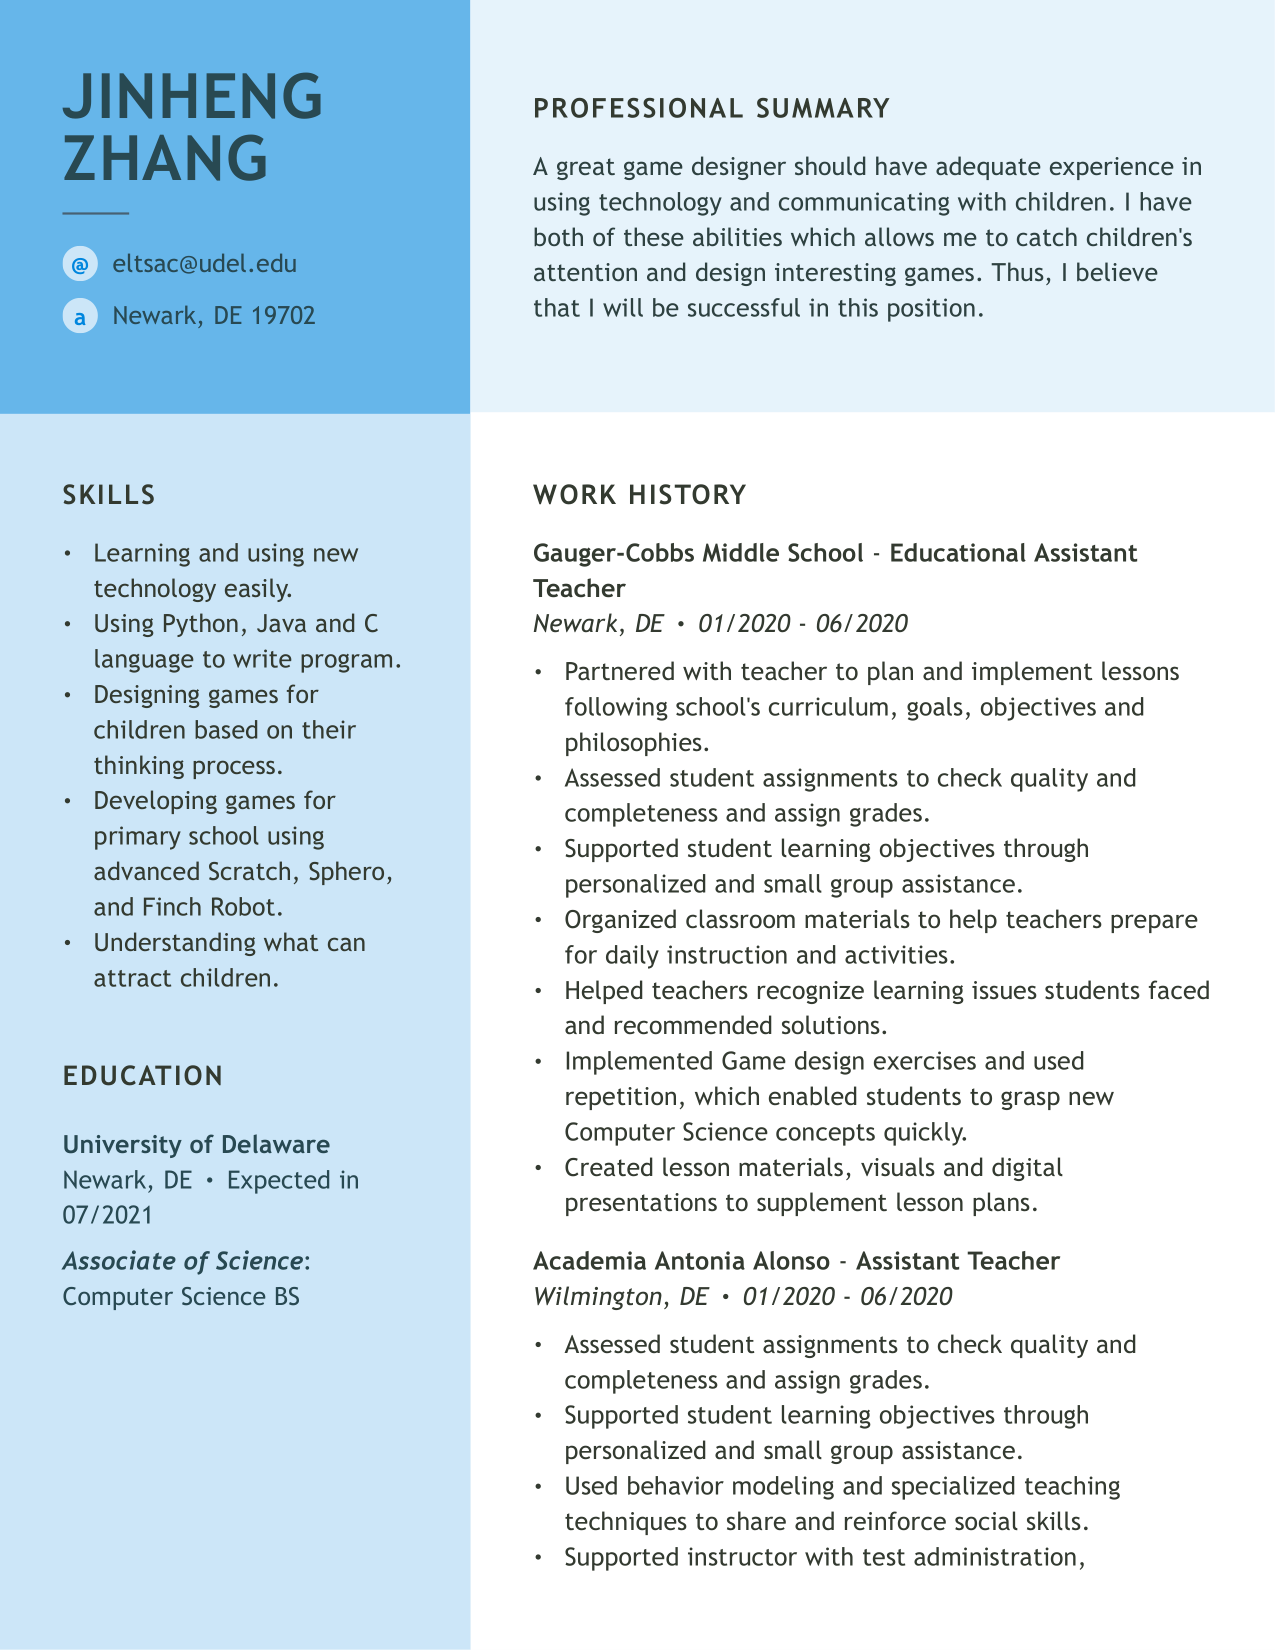 JINHENG
ZHANG
@ eltsac@udel.edu
a Newark, DE 19702
PROFESSIONAL SUMMARY
A great game designer should have adequate experience in
using technology and communicating with children. I have
both of these abilities which allows me to catch children's
attention and design interesting games. Thus, I believe
that I will be successful in this position.
SKILLS
• Learning and using new
technology easily.
• Using Python, Java and C
language to write program.
• Designing games for
children based on their
thinking process.
• Developing games for
primary school using
advanced Scratch, Sphero,
and Finch Robot.
• Understanding what can
attract children.
EDUCATION
University of Delaware
Newark, DE • Expected in
07/2021
Associate of Science:
Computer Science BS
WORK HISTORY
Gauger-Cobbs Middle School - Educational Assistant
Teacher
Newark, DE • 01/2020 - 06/2020
• Partnered with teacher to plan and implement lessons
following school's curriculum, goals, objectives and
philosophies.
• Assessed student assignments to check quality and
completeness and assign grades.
• Supported student learning objectives through
personalized and small group assistance.
• Organized classroom materials to help teachers prepare
for daily instruction and activities.
• Helped teachers recognize learning issues students faced
and recommended solutions.
• Implemented Game design exercises and used
repetition, which enabled students to grasp new
Computer Science concepts quickly.
• Created lesson materials, visuals and digital
presentations to supplement lesson plans.
Academia Antonia Alonso - Assistant Teacher
Wilmington, DE • 01/2020 - 06/2020
• Assessed student assignments to check quality and
completeness and assign grades.
• Supported student learning objectives through
personalized and small group assistance.
• Used behavior modeling and specialized teaching
techniques to share and reinforce social skills.
• Supported instructor with test administration,